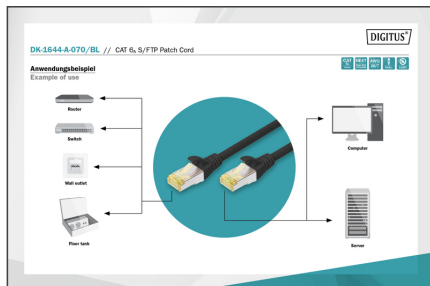 DIGITUS®
DK-1644-A-070/BL // CAT 6A S/FTP Patch Cord
Anwendungsbeispiel
Example of use
Router
Switch
Wall outlet
Floor tank
Computer
Server